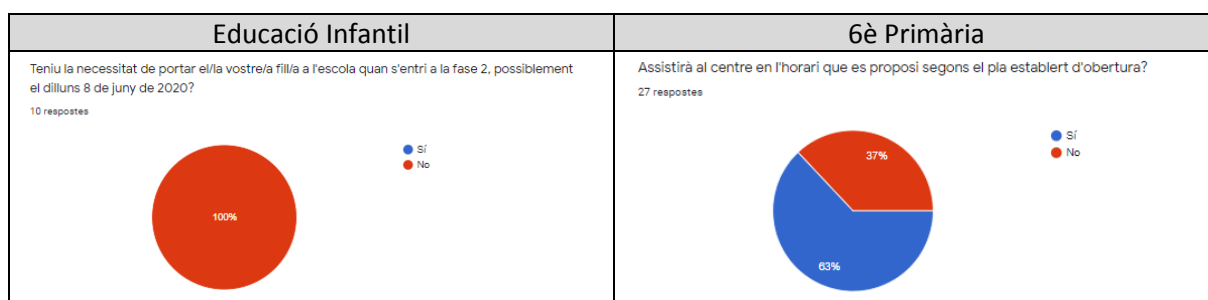 Educació Infantil
Teniu la necessitat de portar el/la vostre/a fill/a a l'escola quan s'entri a la fase 2, possiblement
el dilluns 8 de juny de 2020?
10 respostes
Sí
No
100%
6è Primària
Assistirà al centre en l'horari que es proposi segons el pla establert d'obertura?
27 respostes
Sí
No
37%
63%